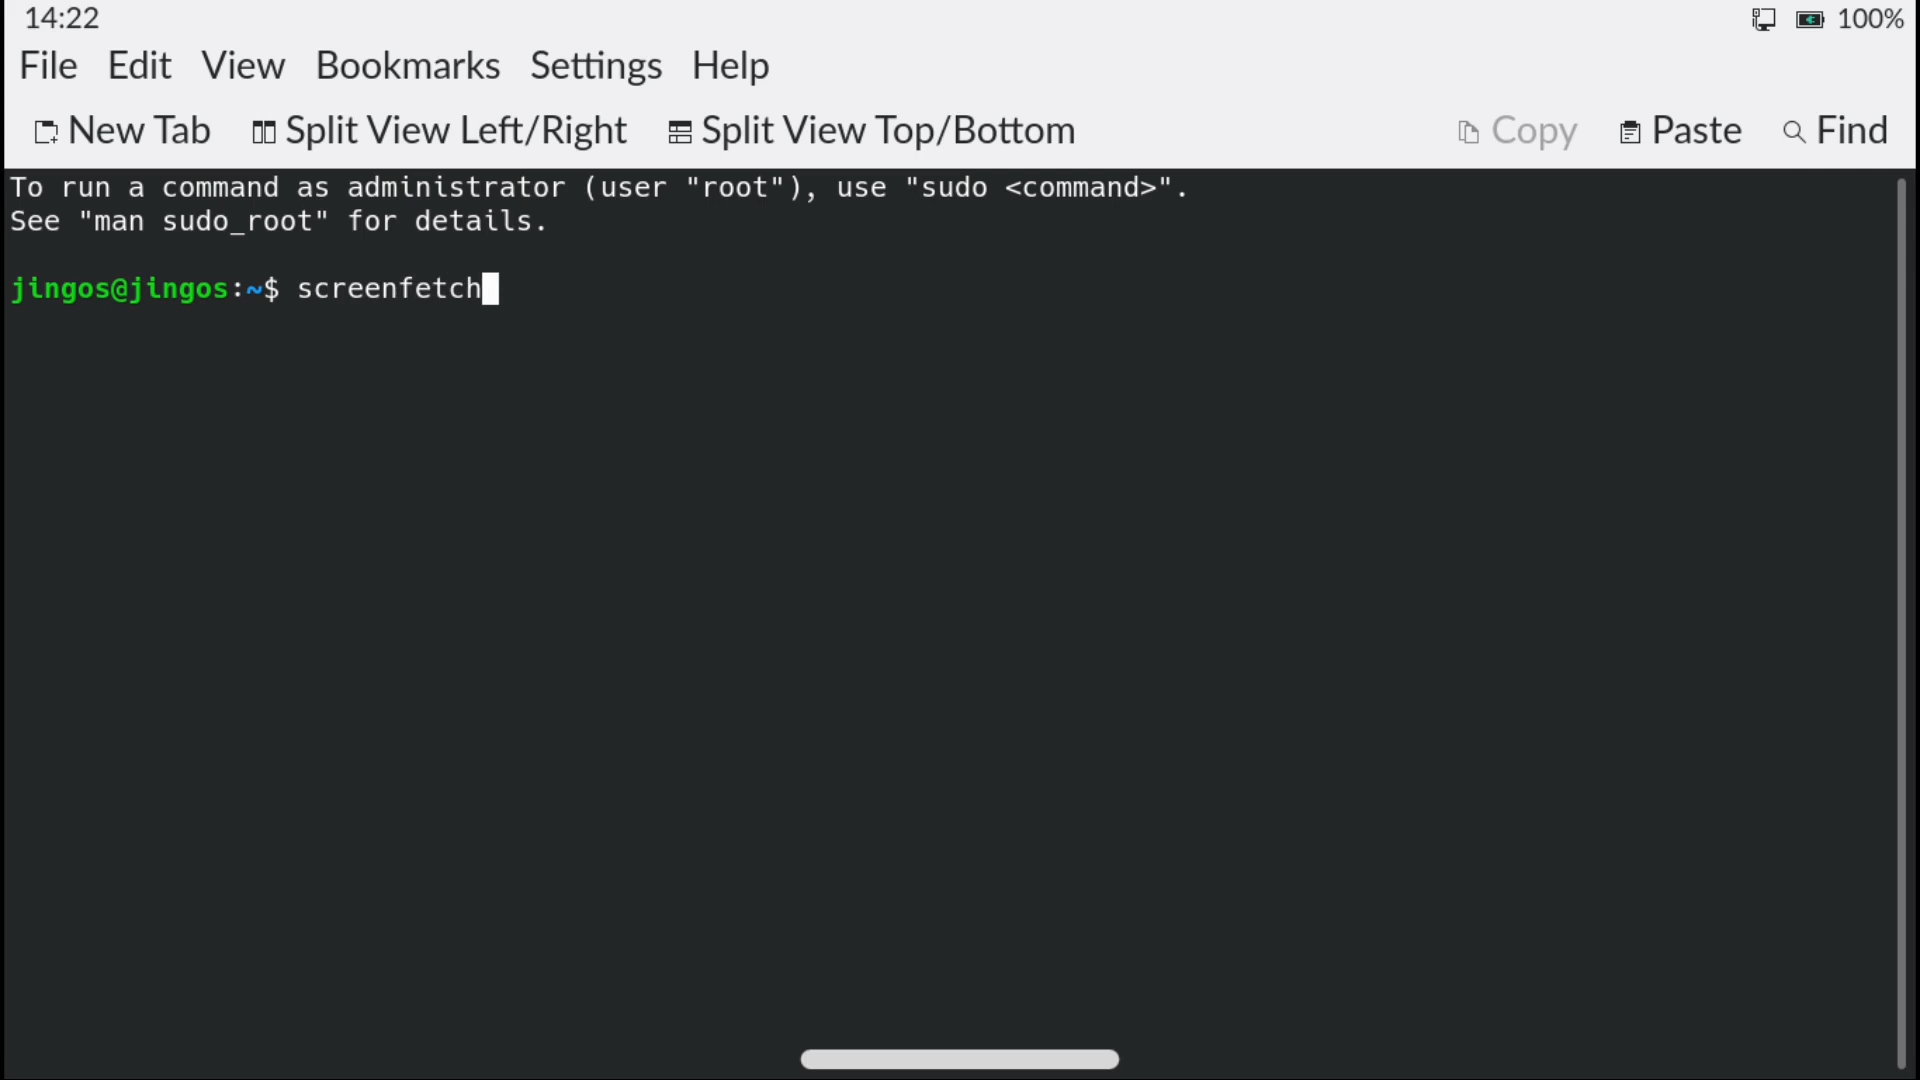 14:22 100%
File Edit View Bookmarks Settings Help
New Tab Split View Left/Right Split View Top/Bottom Copy Paste Find
To run a command as administrator (user "root"), use "sudo <command>".
See "man sudo_root" for details.
jingos@jingos:~$ screenfetch